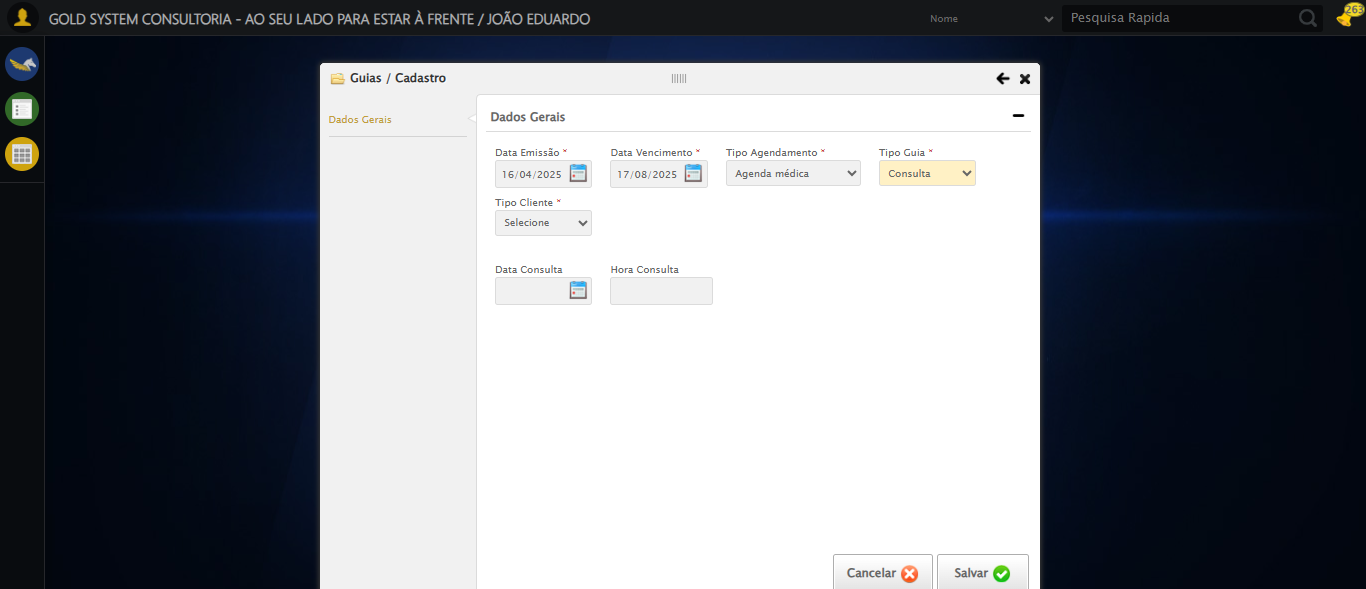 GOLD SYSTEM CONSULTORIA - AO SEU LADO PARA ESTAR À FRENTE / JOÃO EDUARDO
Nome
Pesquisa Rapida
263
Guias / Cadastro
Dados Gerais
Dados Gerais
Data Emissão * Data Vencimento * Tipo Agendamento * Tipo Guia *
16/04/2025 17/08/2025 Agenda médica Consulta
Tipo Cliente *
Selecione
Data Consulta Hora Consulta
Cancelar Salvar